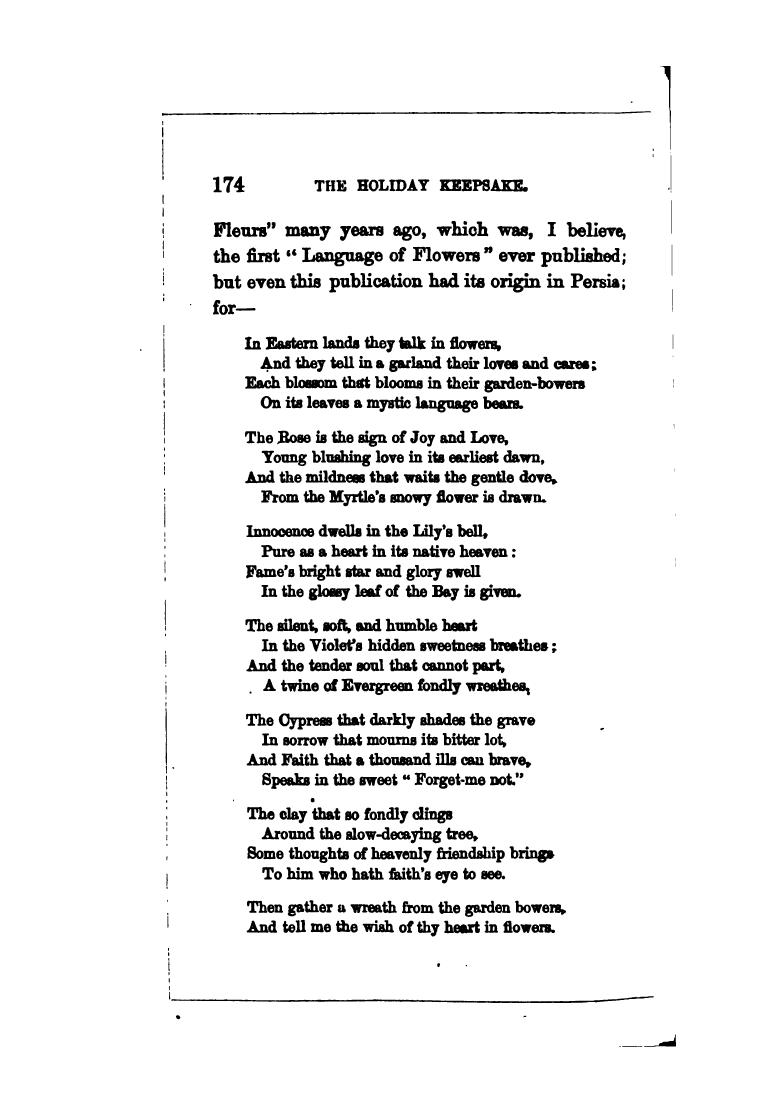 174 THE HOLIDAY KEEPSAKE.
Fleurs" many years ago, which was, I believe,
the first "Language of Flowers" ever published;
but even this publication had its origin in Persia;
for—
In Eastern lands they talk in flowers,
And they tell in a garland their loves and cares;
Each blossom that blooms in their garden-bowers
On its leaves a mystic language bears.
The Rose is the sign of Joy and Love,
Young blushing love in its earliest dawn,
And the mildness that waits the gentle dove,
From the Myrtle's snowy flower is drawn.
Innocence dwells in the Lily's bell,
Pure as a heart in its native heaven:
Fame's bright star and glory swell
In the glossy leaf of the Bay is given.
The silent, soft, and humble heart
In the Violet's hidden sweetness breathes;
And the tender soul that cannot part,
A twine of Evergreen fondly wreathes,
The Cypress that darkly shades the grave
In sorrow that mourns its bitter lot,
And Faith that a thousand ills can brave,
Speaks in the sweet "Forget-me not."
The clay that so fondly clings
Around the slow-decaying tree,
Some thoughts of heavenly friendship brings
To him who hath faith's eye to see.
Then gather a wreath from the garden bowers,
And tell me the wish of thy heart in flowers.